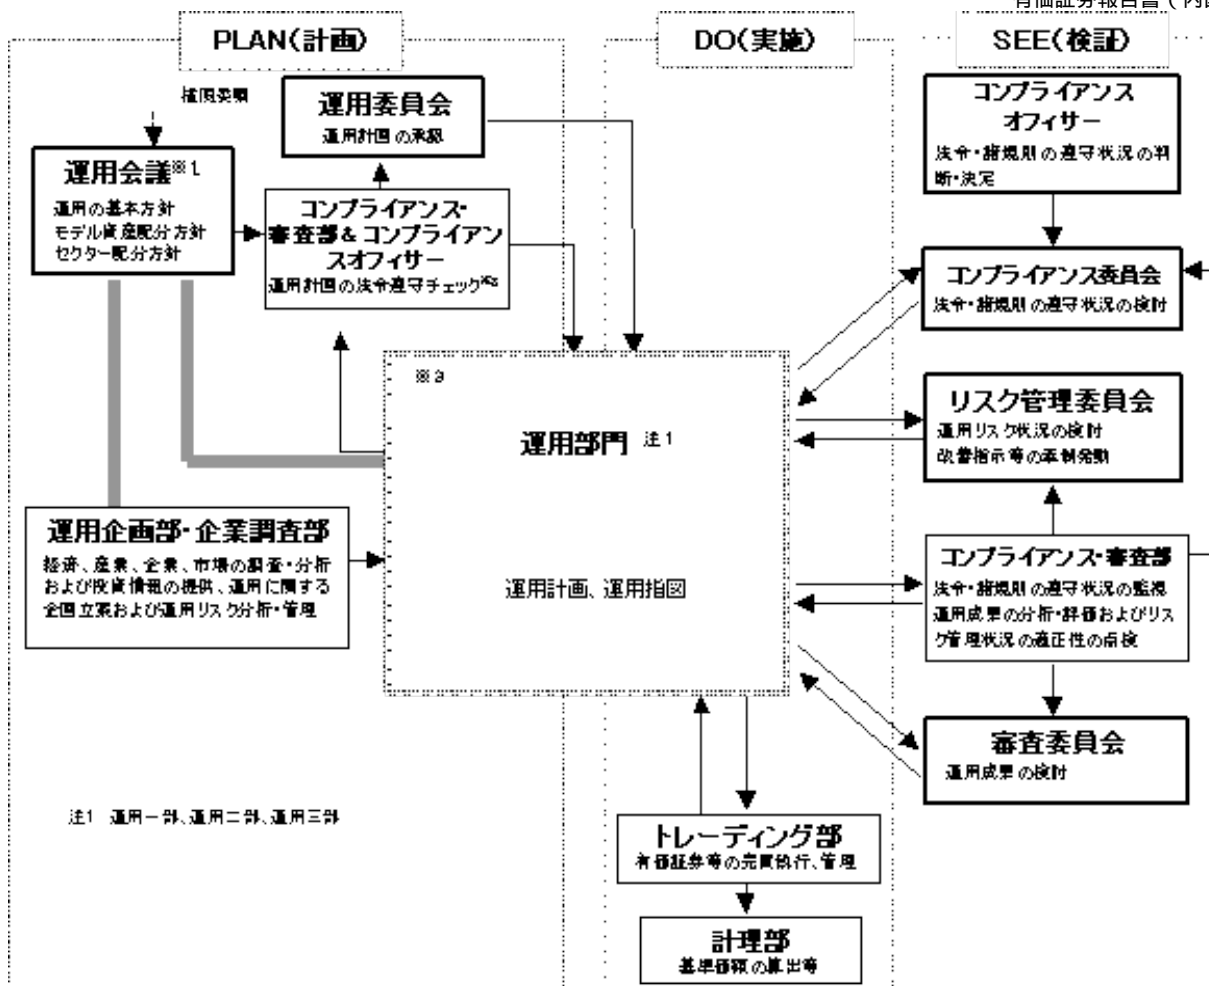 有価証券報告書（内
PLAN(計画)
DO(実施)
SEE(検証)
権限委嘱
運用委員会
運用計画の承認
運用会議※1
運用の基本方針
モデル資産配分方針
セクター配分方針
コンプライアンス・
審査部＆コンプライアン
スオフィサー
運用計画の法令遵守チェック※2
コンプライアンス
オフィサー
法令・諸規則の遵守状況の判
断・決定
コンプライアンス委員会
法令・諸規則の遵守状況の検討
※3
運用部門 注1
運用計画、運用指図
リスク管理委員会
運用リスク状況の検討
改善指示等の牽制発動
運用企画部・企業調査部
経済、産業、企業、市場の調査・分析
および投資情報の提供、運用に関する
企画立案および運用リスク分析・管理
コンプライアンス・審査部
法令・諸規則の遵守状況の監視
運用成果の分析・評価およびリス
ク管理状況の適正性の点検
審査委員会
運用成果の検討
注1 運用一部、運用二部、運用三部
トレーディング部
有価証券等の売買執行、管理
計理部
基準価額の算出等